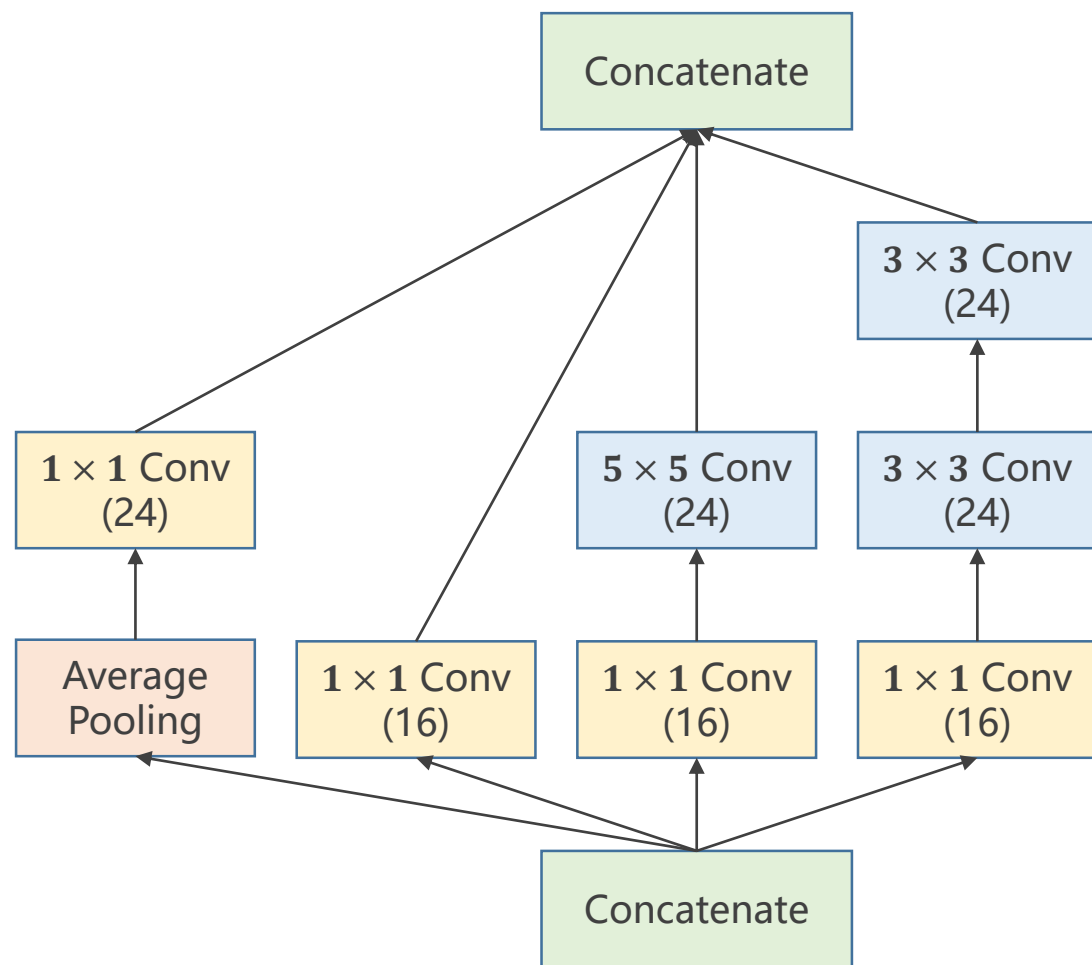 Concatenate
3 × 3 Conv
(24)
1 × 1 Conv
(24)
5 × 5 Conv
(24)
3 × 3 Conv
(24)
Average
Pooling
1 × 1 Conv
(16)
1 × 1 Conv
(16)
1 × 1 Conv
(16)
Concatenate